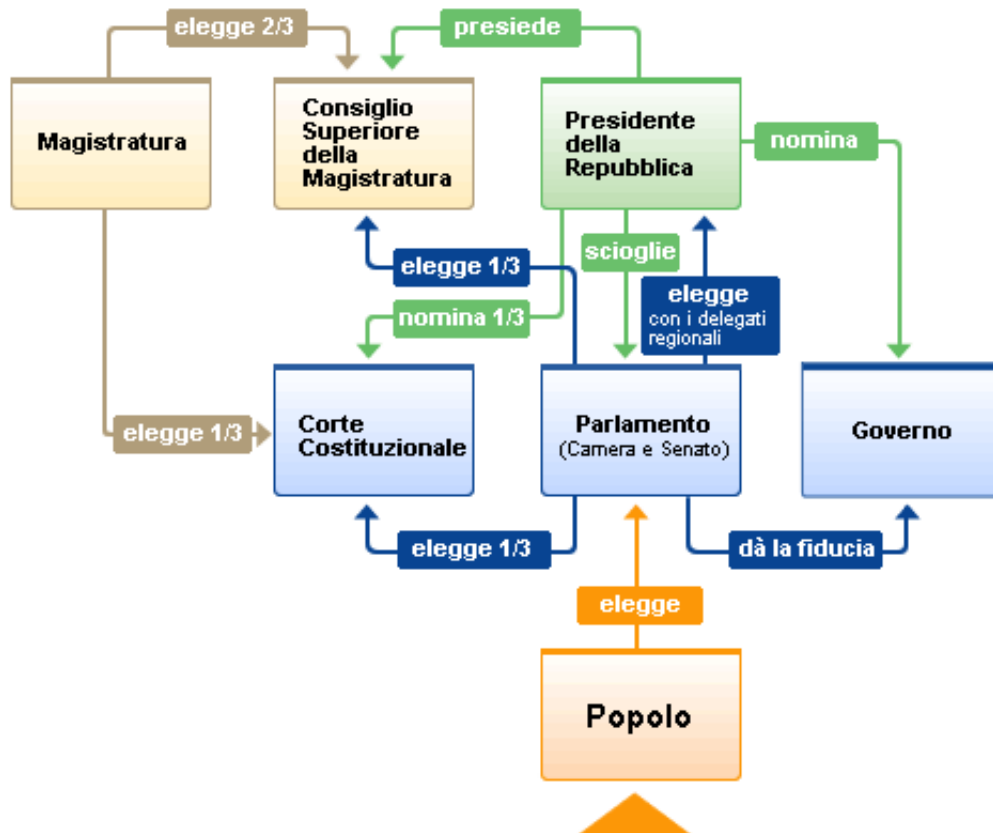 elegge 2/3
presiede
Magistratura
Consiglio
Superiore
della
Magistratura
Presidente
della
Repubblica
nomina
elegge 1/3
scioglie
elegge
con i delegati
regionali
nomina 1/3
elegge 1/3
Corte
Costituzionale
Parlamento
(Camera e Senato)
Governo
elegge 1/3
dà la fiducia
elegge
Popolo